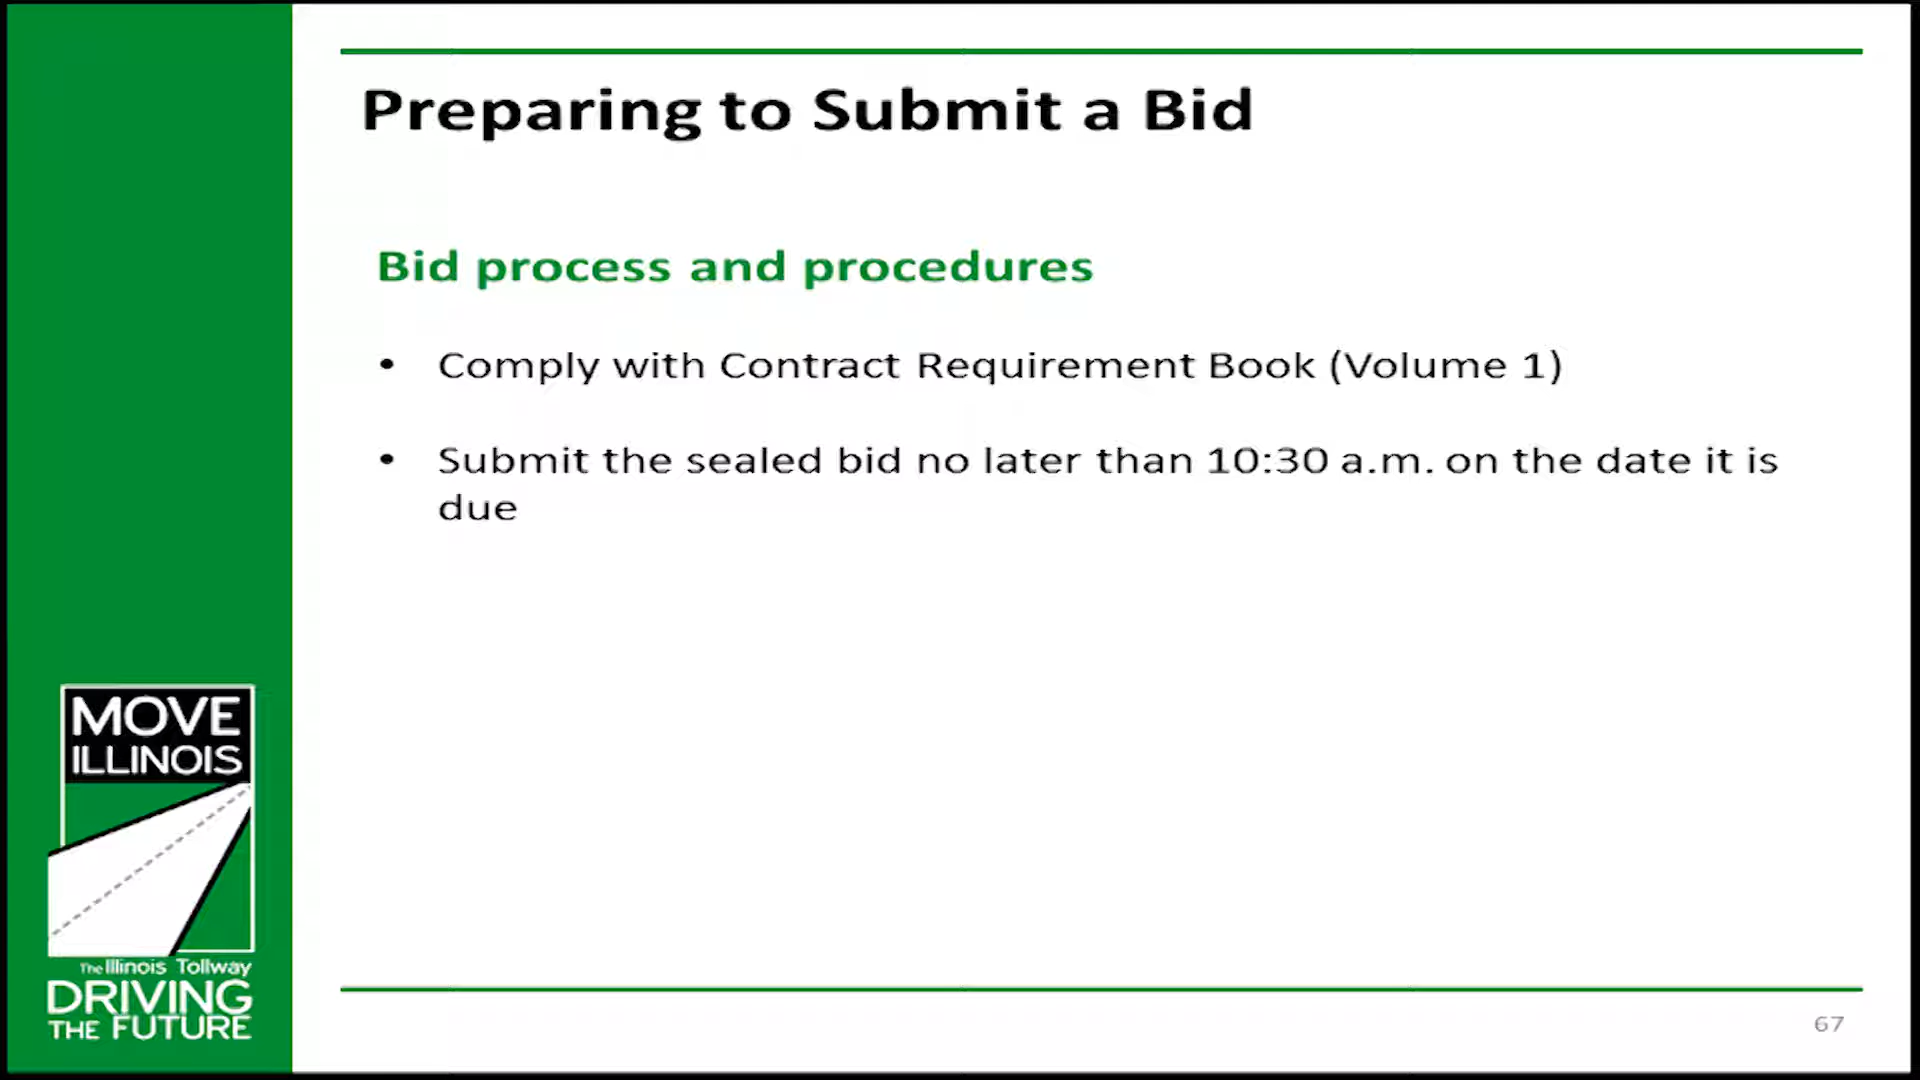 Preparing to Submit a Bid
Bid process and procedures
• Comply with Contract Requirement Book (Volume 1)
• Submit the sealed bid no later than 10:30 a.m. on the date it is
due
MOVE
ILLINOIS
The Illinois Tollway
DRIVING
THE FUTURE
67